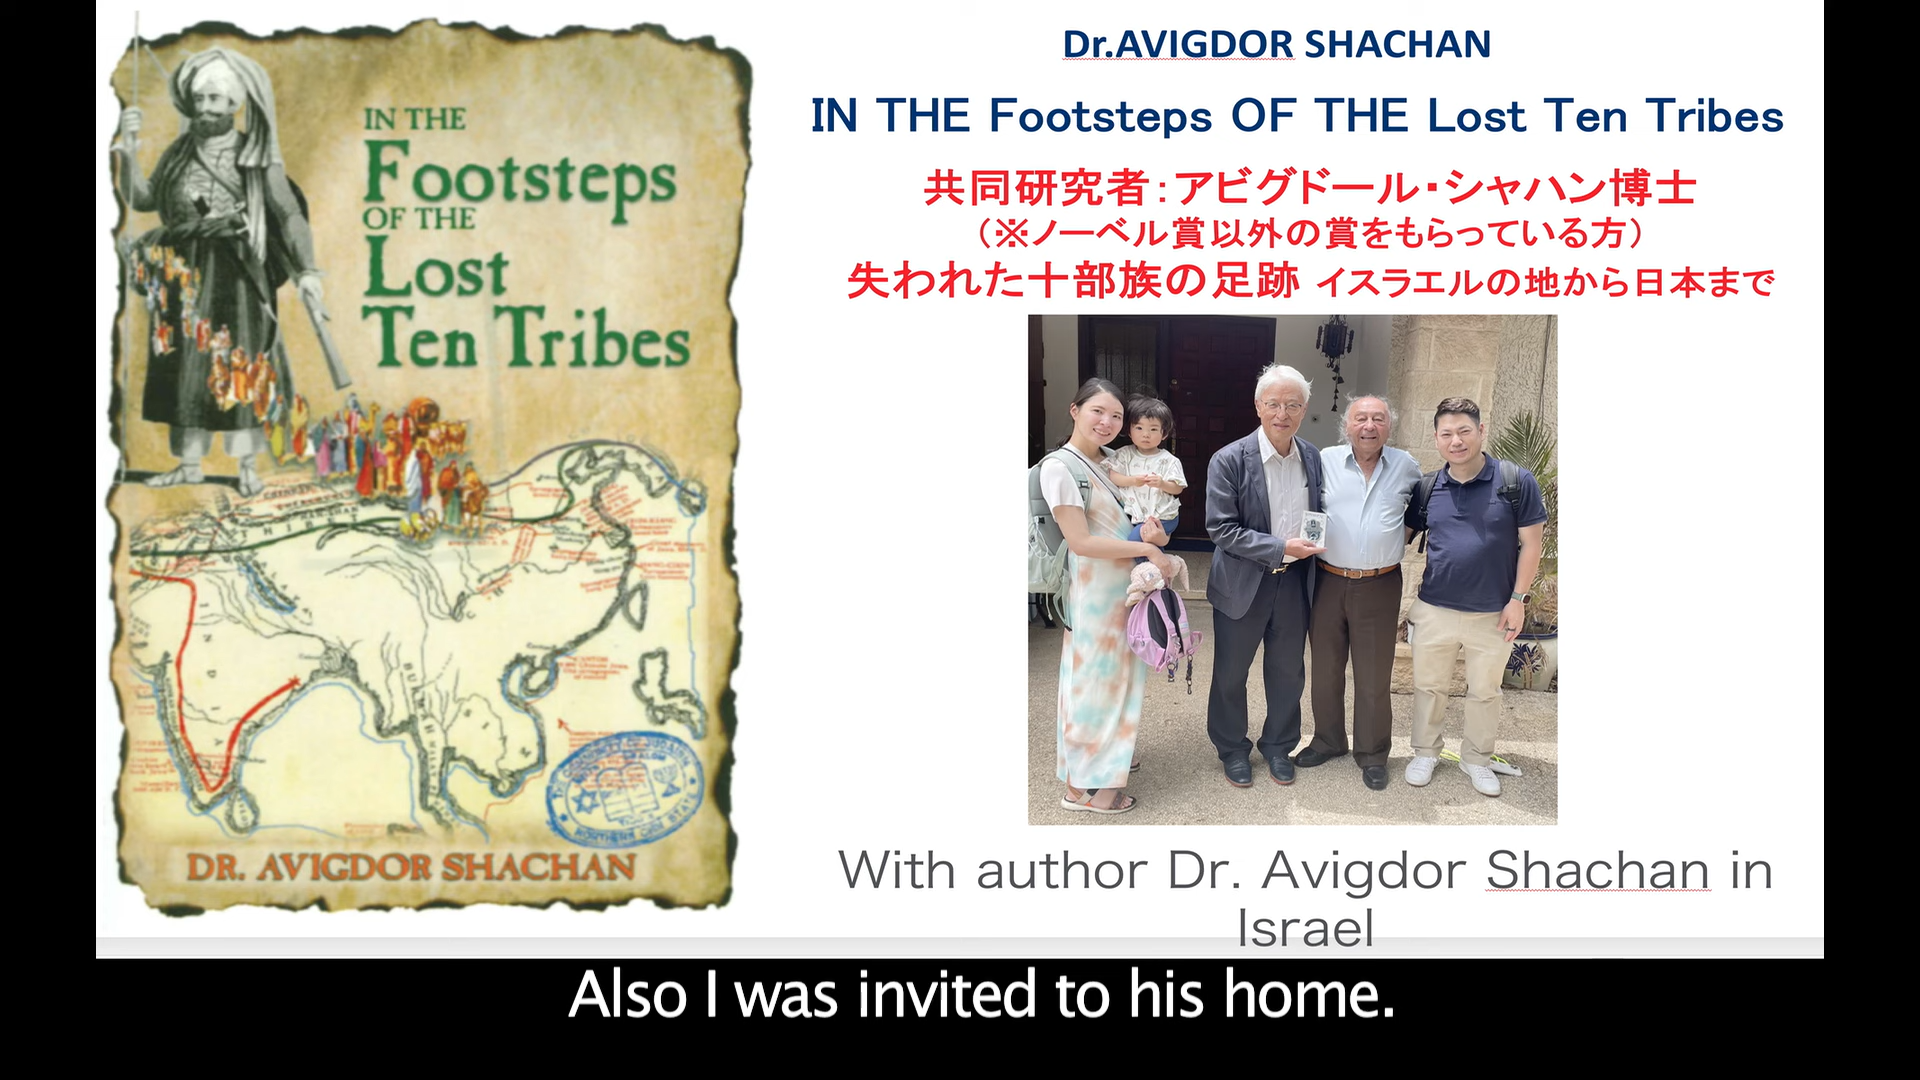 IN THE
Footsteps
OF THE
Lost
Ten Tribes
DR. AVIGDOR SHACHAN
Dr.AVIGDOR SHACHAN
IN THE Footsteps OF THE Lost Ten Tribes
共同研究者：アビグドール・シャハン博士
（※ノーベル賞以外の賞をもらっている方）
失われた十部族の足跡 イスラエルの地から日本まで
With author Dr. Avigdor Shachan in
Israel
Also I was invited to his home.